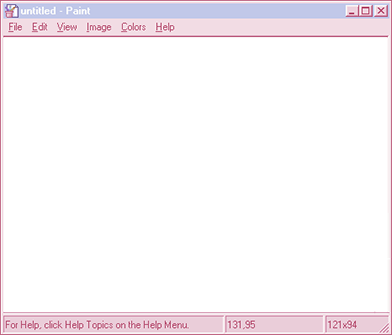 untitled - Paint
File Edit View Image Colors Help
For Help, click Help Topics on the Help Menu. 131,95 121x94